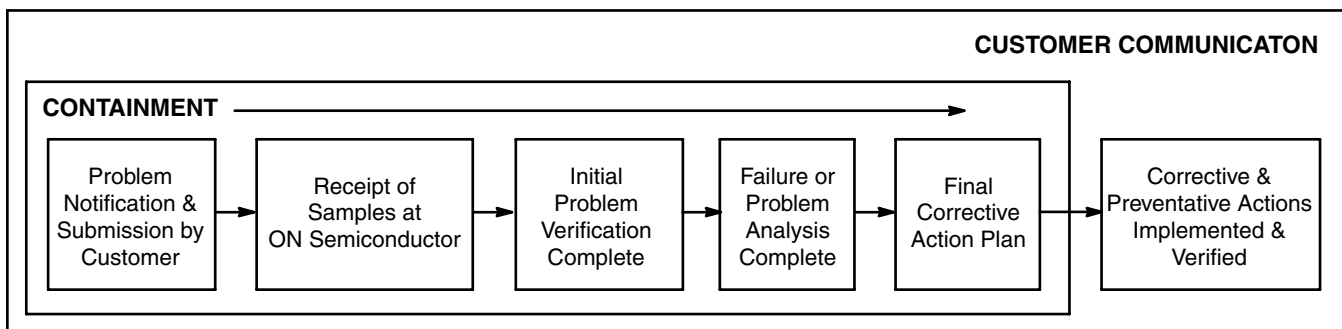 CUSTOMER COMMUNICATON
CONTAINMENT
Problem
Notification &
Submission by
Customer
Receipt of
Samples at
ON Semiconductor
Initial
Problem
Verification
Complete
Failure or
Problem
Analysis
Complete
Final
Corrective
Action Plan
Corrective &
Preventative Actions
Implemented &
Verified